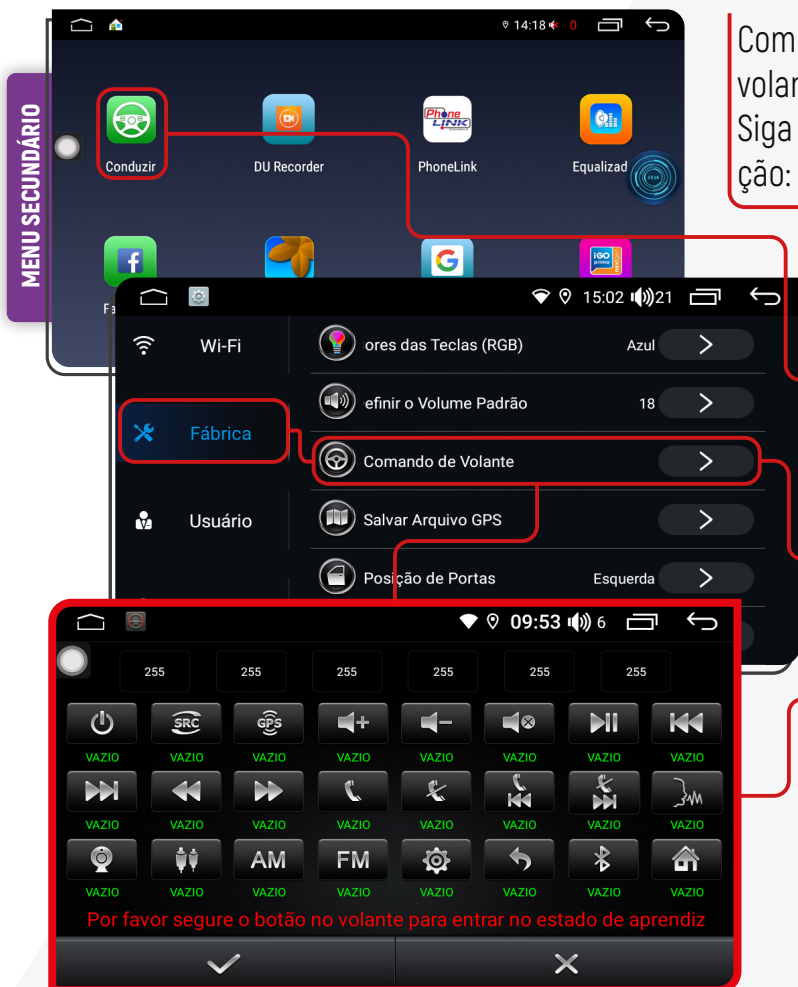 MENU SECUNDÁRIO
14:18 0
Conduzir
DU Recorder
Phone LINK
PhoneLink
Equalizad
Siga
ção:
15:02 21
Wi-Fi
ores das Teclas (RGB) Azul
efinir o Volume Padrão 18
Fábrica
Comando de Volante
Usuário
Salvar Arquivo GPS
Posição de Portas Esquerda
09:53 6
255 255 255 255 255 255
SRC GPS
VAZIO VAZIO VAZIO VAZIO VAZIO VAZIO VAZIO VAZIO
VAZIO VAZIO VAZIO VAZIO VAZIO VAZIO VAZIO VAZIO
AM FM
VAZIO VAZIO VAZIO VAZIO VAZIO VAZIO VAZIO VAZIO
Por favor segure o botão no volante para entrar no estado de aprendiz